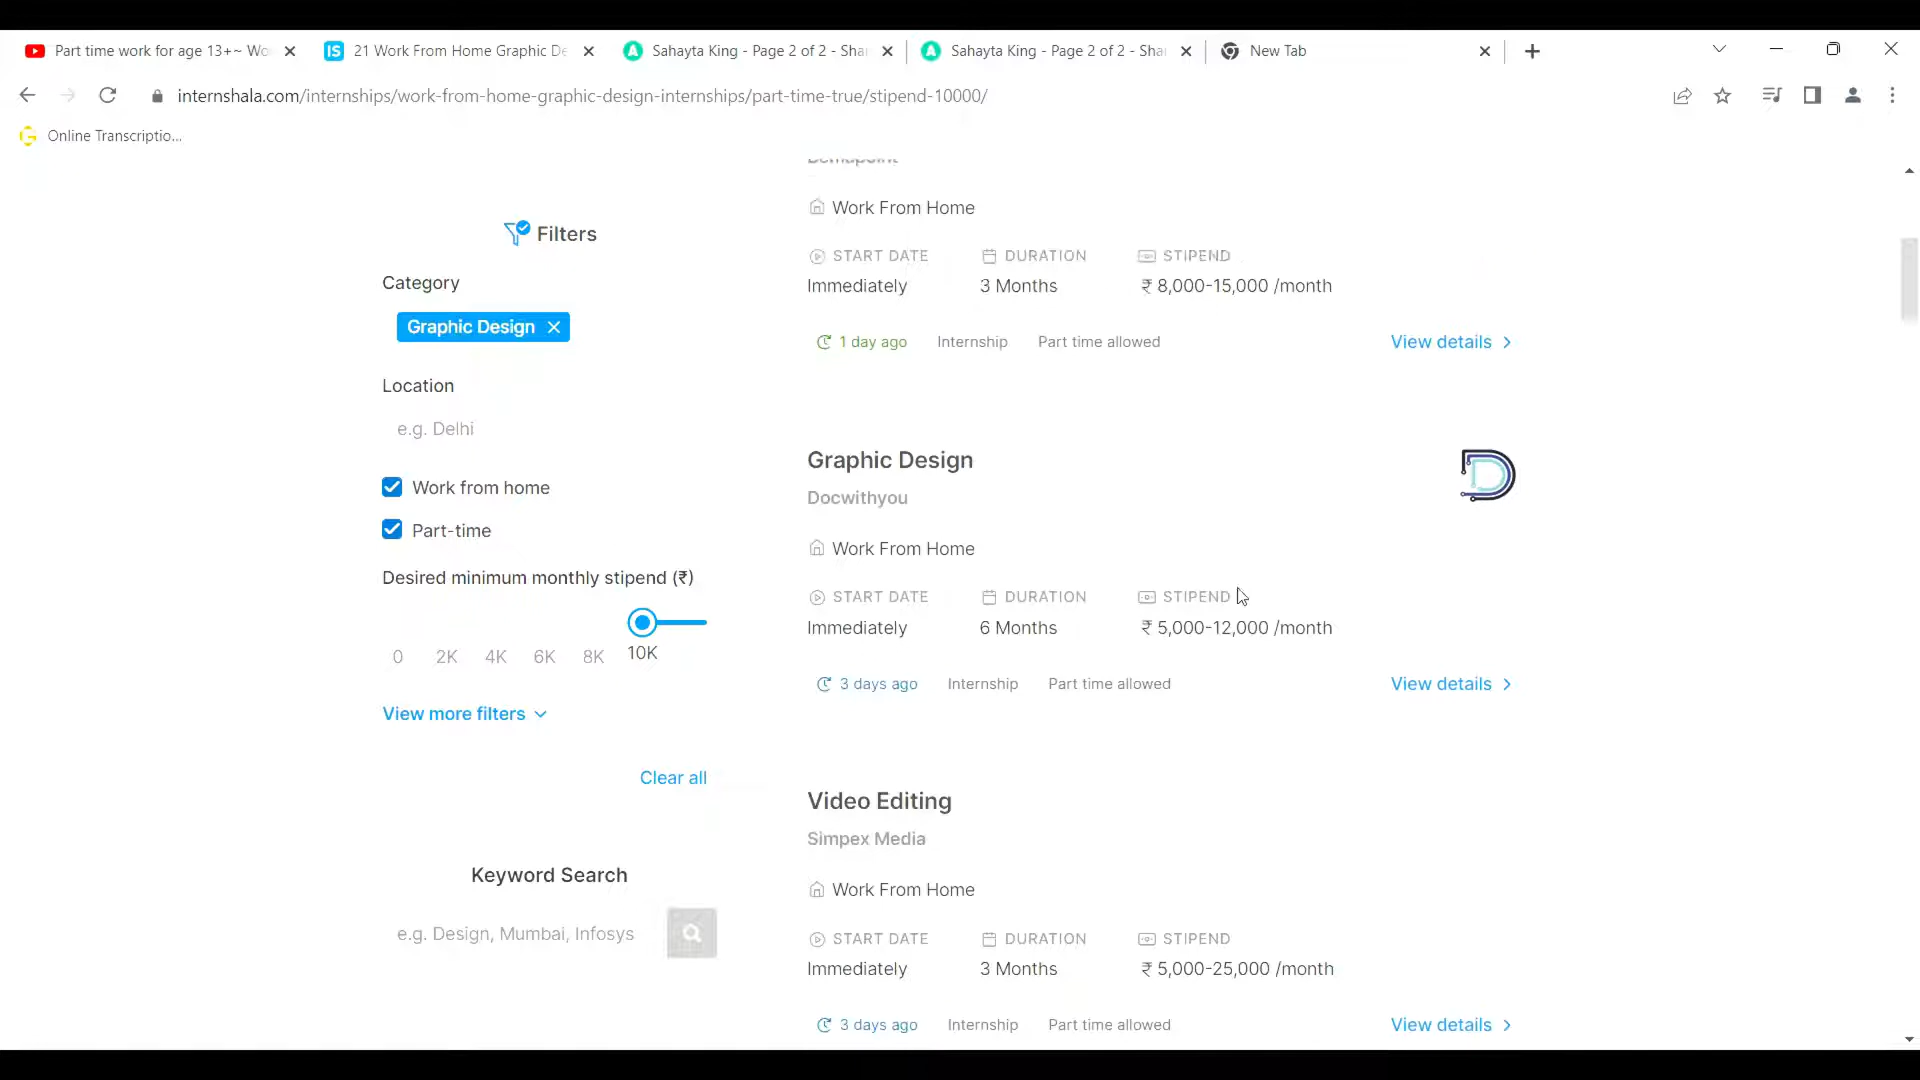 Part time work for age 13+~ Wo
21 Work From Home Graphic De
Sahayta King - Page 2 of 2 - Shar
Sahayta King - Page 2 of 2 - Shar
New Tab
internshala.com/internships/work-from-home-graphic-design-internships/part-time-true/stipend-10000/
Online Transcriptio...
Filters
Category
Graphic Design
Location
e.g. Delhi
Work from home
Part-time
Desired minimum monthly stipend (₹)
0 2K 4K 6K 8K 10K
View more filters
Clear all
Keyword Search
e.g. Design, Mumbai, Infosys
Work From Home
START DATE DURATION STIPEND
Immediately 3 Months ₹ 8,000-15,000 /month
1 day ago Internship Part time allowed View details
Graphic Design
Docwithyou
Work From Home
START DATE DURATION STIPEND
Immediately 6 Months ₹ 5,000-12,000 /month
3 days ago Internship Part time allowed View details
Video Editing
Simpex Media
Work From Home
START DATE DURATION STIPEND
Immediately 3 Months ₹ 5,000-25,000 /month
3 days ago Internship Part time allowed View details